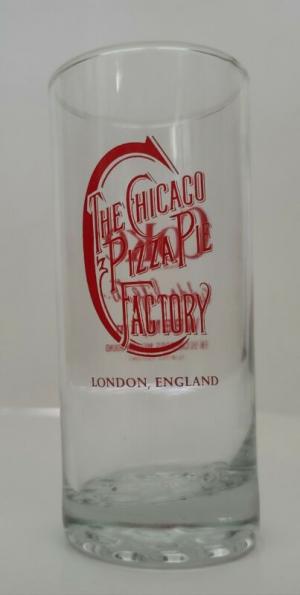 The Chicago
Pizza Pie
Factory
LONDON, ENGLAND